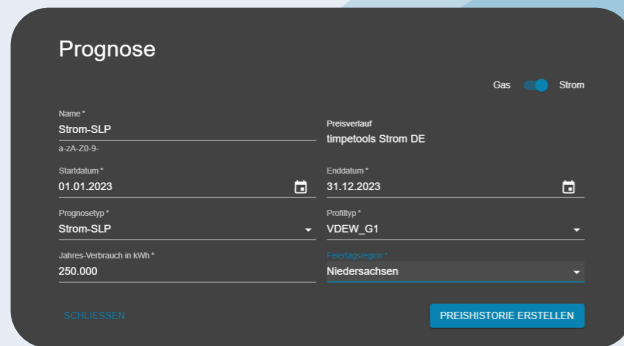 Prognose
Gas Strom
Name *
Strom-SLP
a-zA-Z0-9-
Preisverlauf
timpetools Strom DE
Startdatum *
01.01.2023
Enddatum *
31.12.2023
Prognosetyp *
Strom-SLP
Profiltyp *
VDEW_G1
Jahres-Verbrauch in kWh *
250.000
Feiertagsregion *
Niedersachsen
SCHLIESSEN
PREISHISTORIE ERSTELLEN